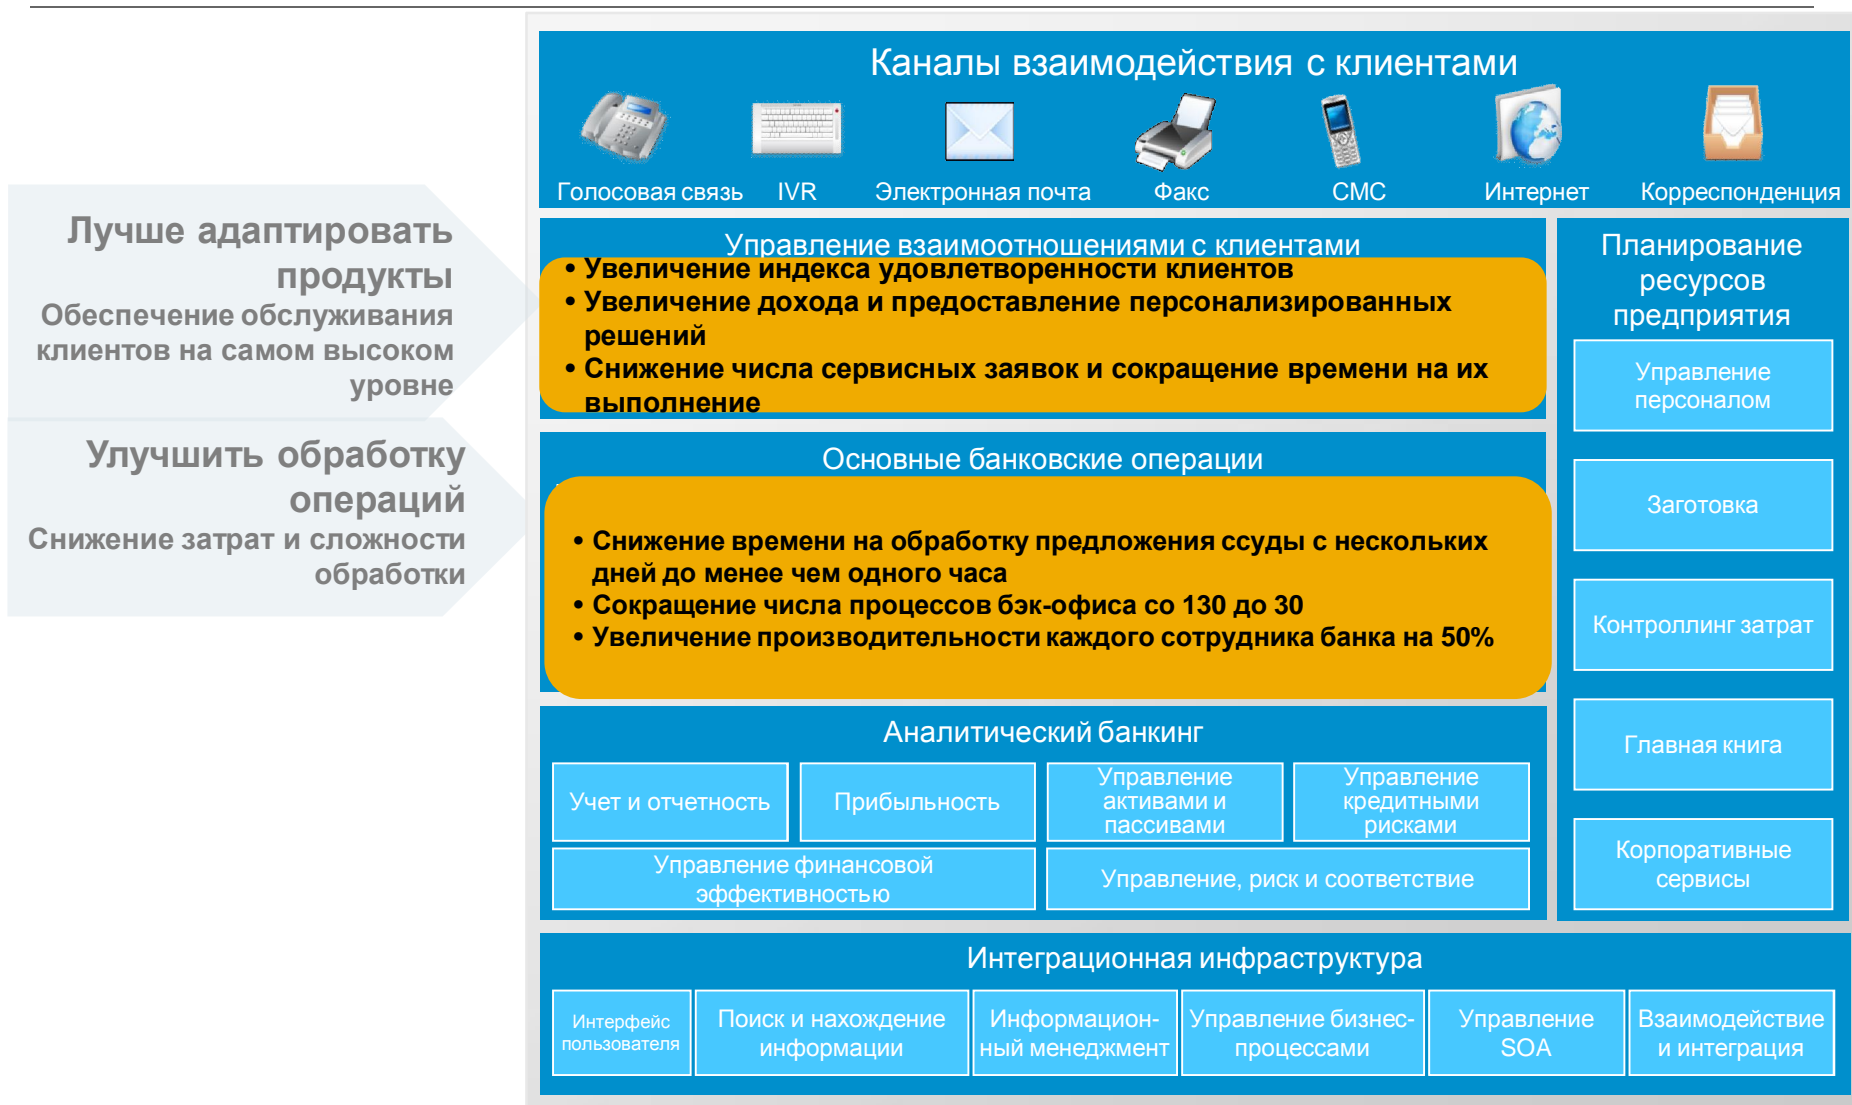 Каналы взаимодействия с клиентами
Голосовая связь
IVR
Электронная почта
Факс
СМС
Интернет
Корреспонденция
Лучше адаптировать
продукты
Обеспечение обслуживания
клиентов на самом высоком
уровне
Улучшить обработку
операций
Снижение затрат и сложности
обработки
Управление взаимоотношениями с клиентами
• Увеличение индекса удовлетворенности клиентов
• Увеличение дохода и предоставление персонализированных
решений
• Снижение числа сервисных заявок и сокращение времени на их
выполнение
Основные банковские операции
• Снижение времени на обработку предложения ссуды с нескольких
дней до менее чем одного часа
• Сокращение числа процессов бэк-офиса со 130 до 30
• Увеличение производительности каждого сотрудника банка на 50%
Аналитический банкинг
Учет и отчетность
Прибыльность
Управление
активами и
пассивами
Управление
кредитными
рисками
Управление финансовой
эффективностью
Управление, риск и соответствие
Планирование
ресурсов
предприятия
Управление
персоналом
Заготовка
Контроллинг затрат
Главная книга
Корпоративные
сервисы
Интеграционная инфраструктура
Интерфейс
пользователя
Поиск и нахождение
информации
Информацион-
ный менеджмент
Управление бизнес-
процессами
Управление
SOA
Взаимодействие
и интеграция